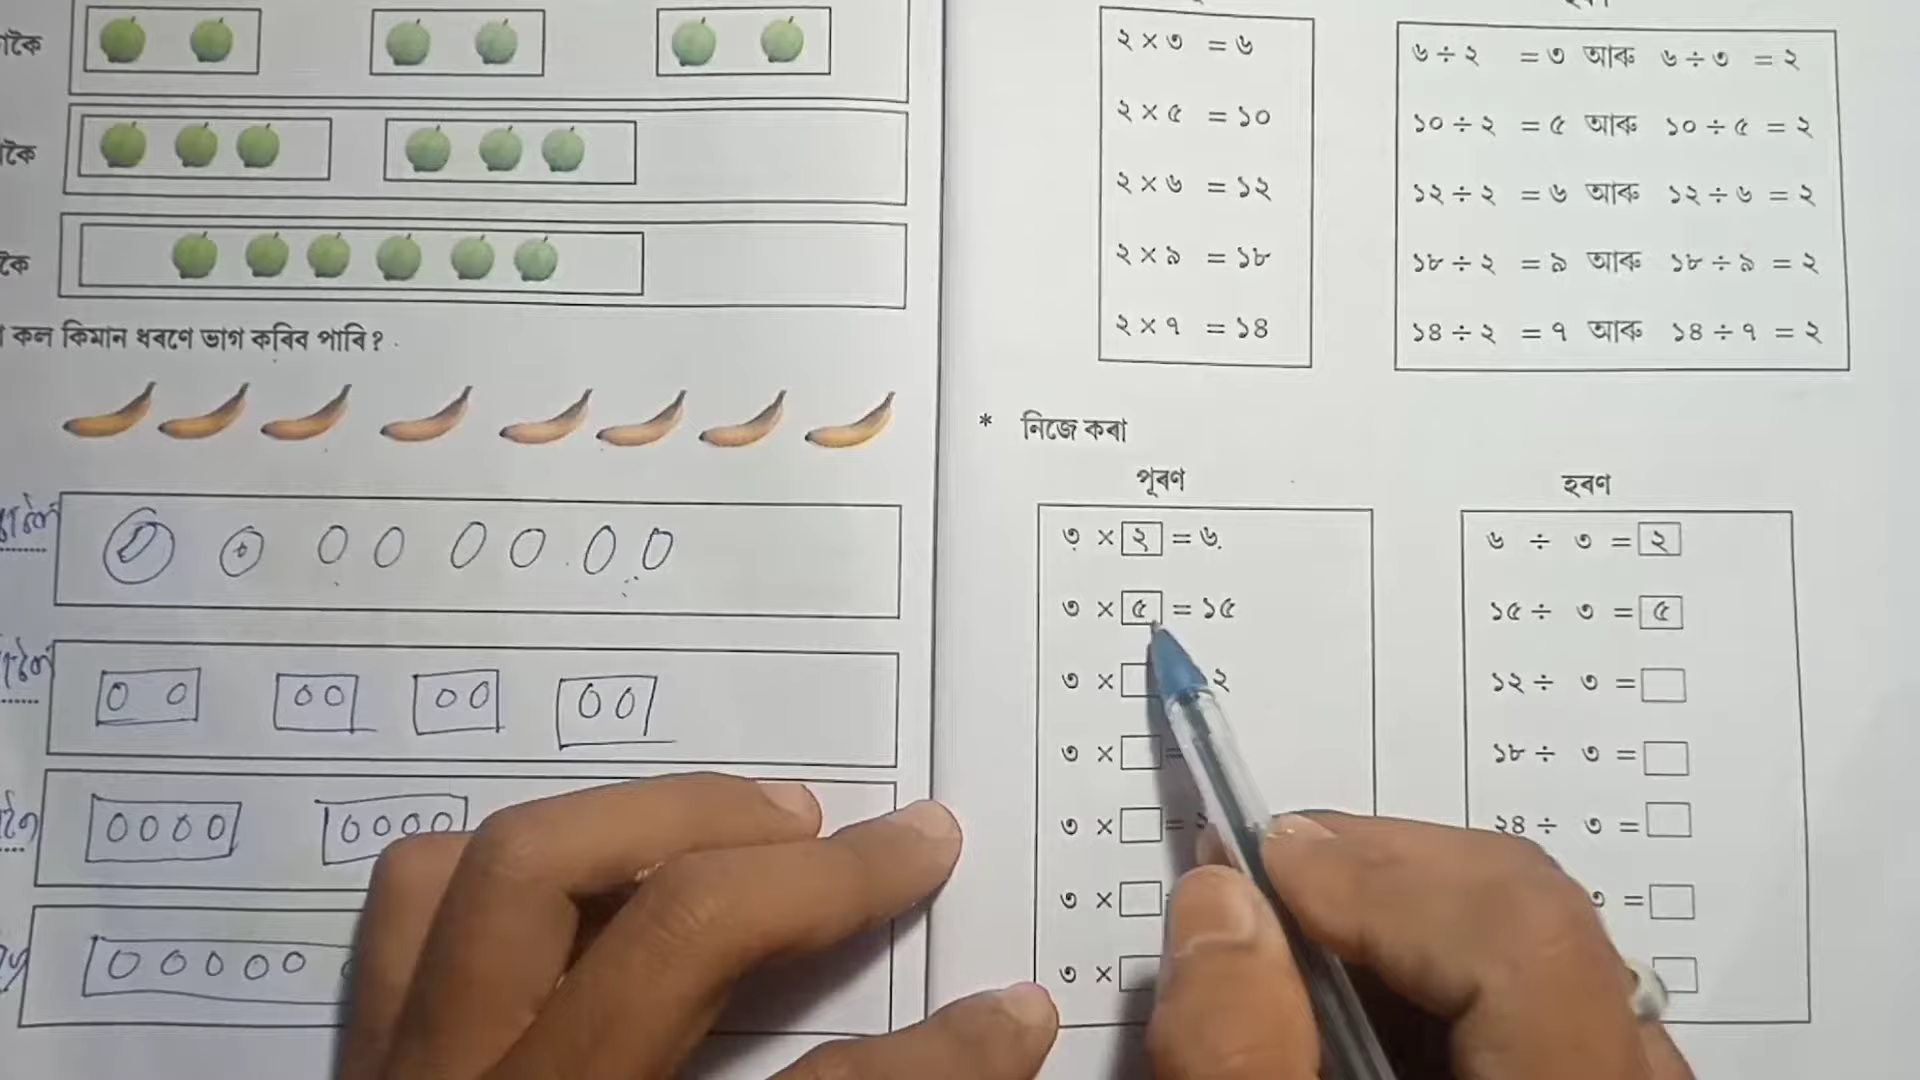 কল কিমান ধৰণে ভাগ কৰিব পাৰি?
২ × ৩ = ৬
২ × ৫ = ১০
২ × ৬ = ১২
২ × ৯ = ১৮
২ × ৭ = ১৪
৬ ÷ ২ = ৩ আৰু ৬ ÷ ৩ = ২
১০ ÷ ২ = ৫ আৰু ১০ ÷ ৫ = ২
১২ ÷ ২ = ৬ আৰু ১২ ÷ ৬ = ২
১৮ ÷ ২ = ৯ আৰু ১৮ ÷ ৯ = ২
১৪ ÷ ২ = ৭ আৰু ১৪ ÷ ৭ = ২
* নিজে কৰা
পূৰণ
৩ × ২ = ৬
৩ × ৫ = ১৫
৩ × ২
৩ × =
৩ × = ২
৩ ×
৩ ×
হৰণ
৬ ÷ ৩ = ২
১৫ ÷ ৩ = ৫
১২ ÷ ৩ =
১৮ ÷ ৩ =
২৪ ÷ ৩ =
৩ =